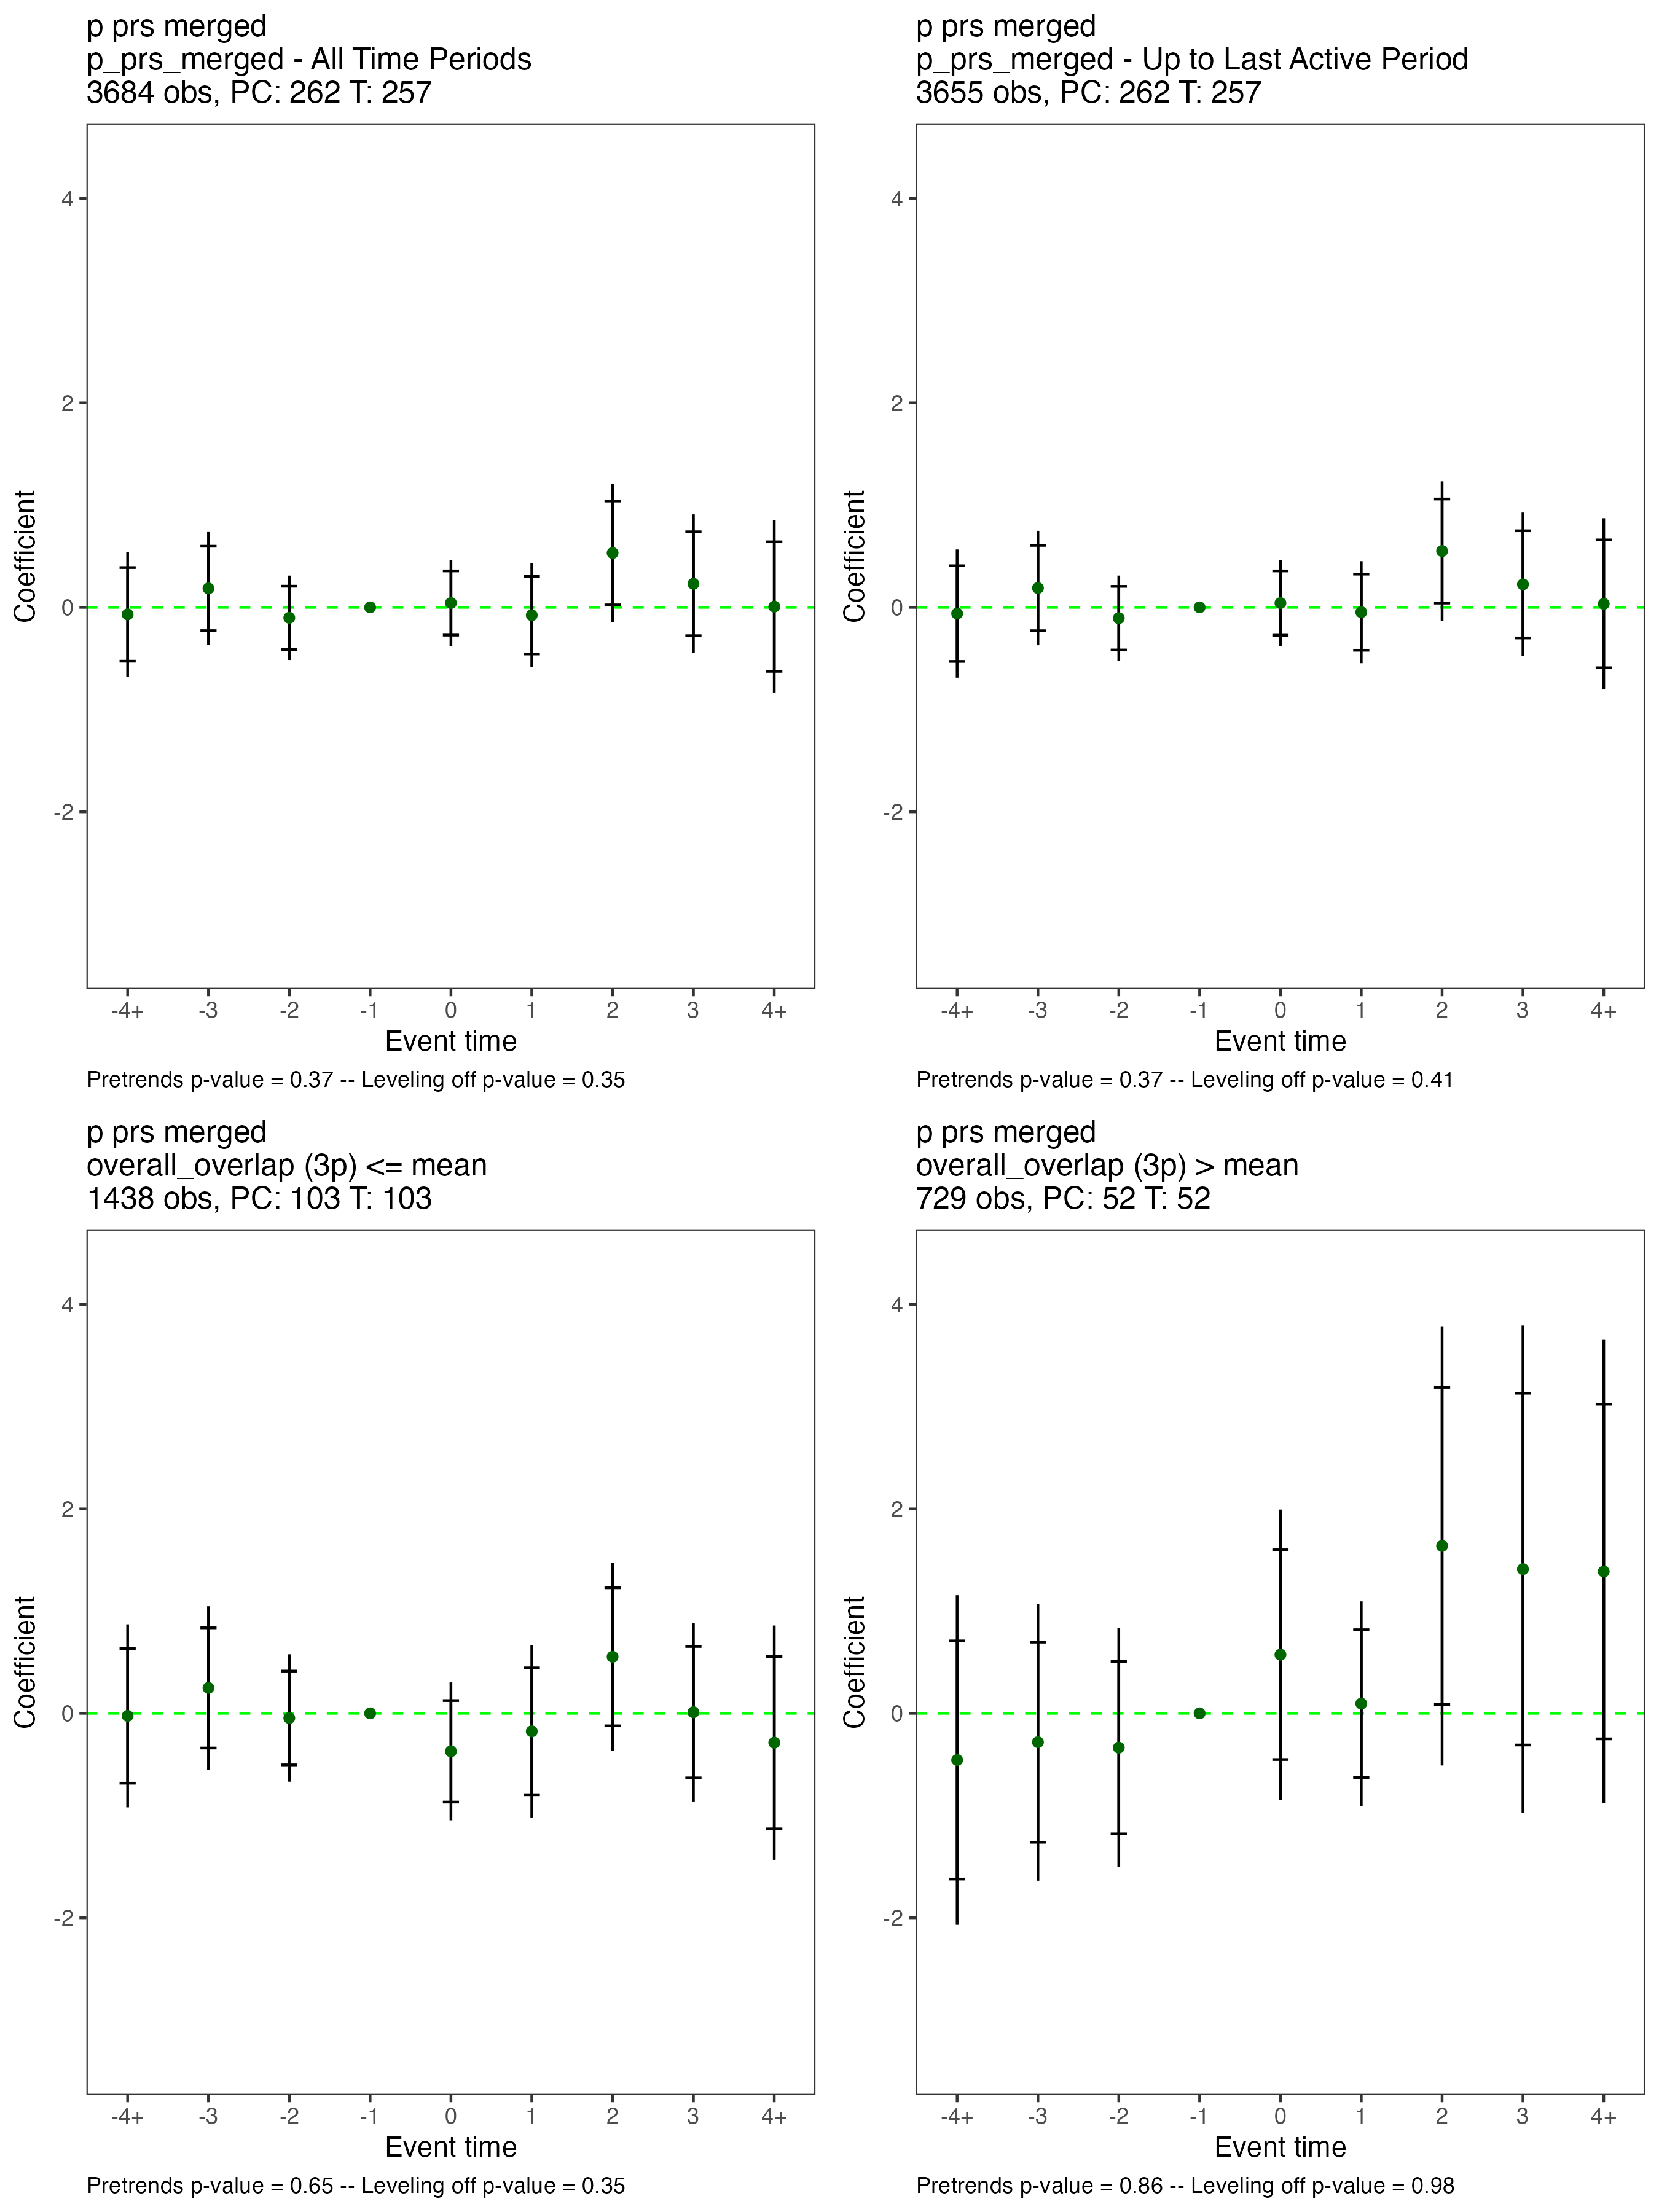 p prs merged
p_prs_merged - All Time Periods
3684 obs, PC: 262 T: 257
4
2
0
-2
Coefficient
-4+ -3 -2 -1 0 1 2 3 4+
Event time
Pretrends p-value = 0.37 -- Leveling off p-value = 0.35
p prs merged
p_prs_merged - Up to Last Active Period
3655 obs, PC: 262 T: 257
4
2
0
-2
Coefficient
-4+ -3 -2 -1 0 1 2 3 4+
Event time
Pretrends p-value = 0.37 -- Leveling off p-value = 0.41
p prs merged
overall_overlap (3p) <= mean
1438 obs, PC: 103 T: 103
4
2
0
-2
Coefficient
-4+ -3 -2 -1 0 1 2 3 4+
Event time
Pretrends p-value = 0.65 -- Leveling off p-value = 0.35
p prs merged
overall_overlap (3p) > mean
729 obs, PC: 52 T: 52
4
2
0
-2
Coefficient
-4+ -3 -2 -1 0 1 2 3 4+
Event time
Pretrends p-value = 0.86 -- Leveling off p-value = 0.98